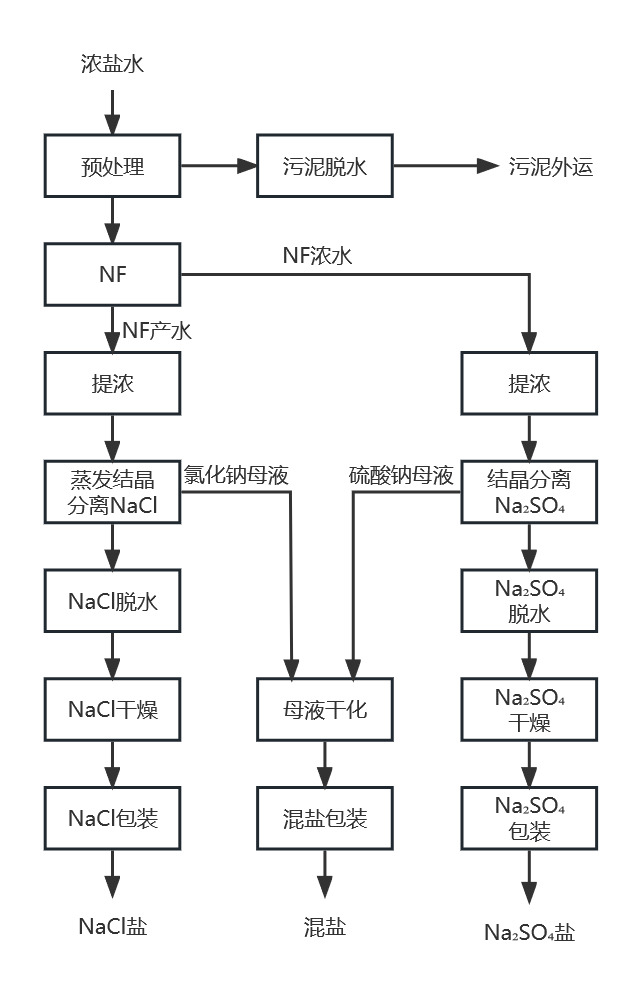 浓盐水
预处理
污泥脱水
污泥外运
NF
NF浓水
NF产水
提浓
提浓
蒸发结晶
分离NaCl
氯化钠母液
硫酸钠母液
结晶分离
Na₂SO₄
NaCl脱水
Na₂SO₄
脱水
NaCl干燥
母液干化
Na₂SO₄
干燥
NaCl包装
混盐包装
Na₂SO₄
包装
NaCl盐
混盐
Na₂SO₄盐